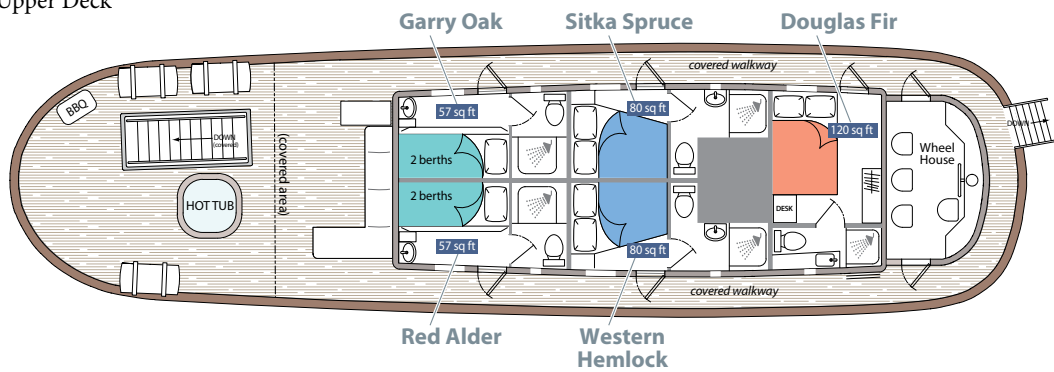 Upper Deck
Garry Oak
Sitka Spruce
Douglas Fir
covered walkway
BBQ
57 sq ft
80 sq ft
120 sq ft
DOWN
(covered)
DOWN
(covered area)
2 berths
Wheel
House
2 berths
HOT TUB
DESK
57 sq ft
80 sq ft
covered walkway
Red Alder
Western
Hemlock